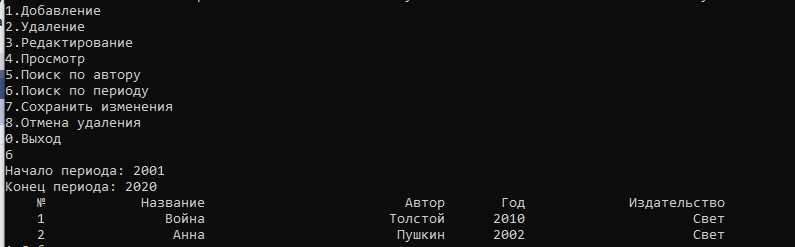 1.Добавление
2.Удаление
3.Редактирование
4.Просмотр
5.Поиск по автору
6.Поиск по периоду
7.Сохранить изменения
8.Отмена удаления
0.Выход
6
Начало периода: 2001
Конец периода: 2020
№ Название Автор Год Издательство
1 Война Толстой 2010 Свет
2 Анна Пушкин 2002 Свет